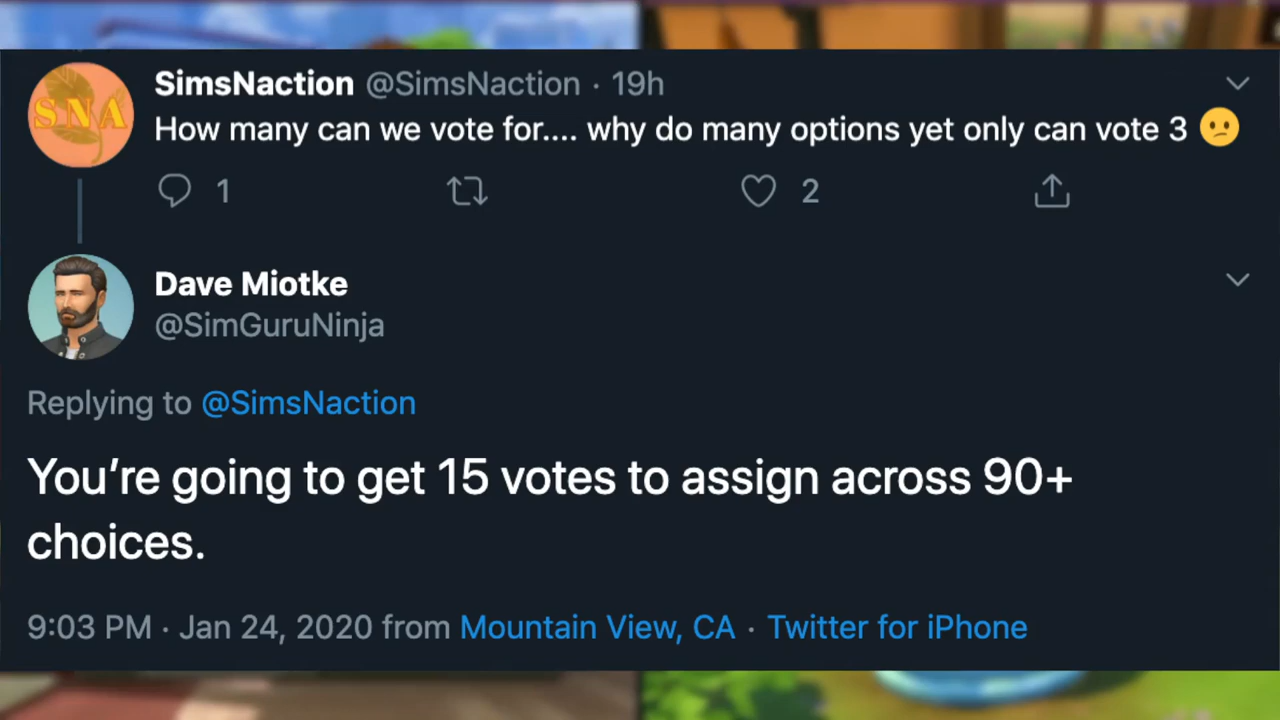 SNA
SimsNaction @SimsNaction · 19h
How many can we vote for.... why do many options yet only can vote 3 😕
1 2
Dave Miotke
@SimGuruNinja
Replying to @SimsNaction
You’re going to get 15 votes to assign across 90+
choices.
9:03 PM · Jan 24, 2020 from Mountain View, CA · Twitter for iPhone